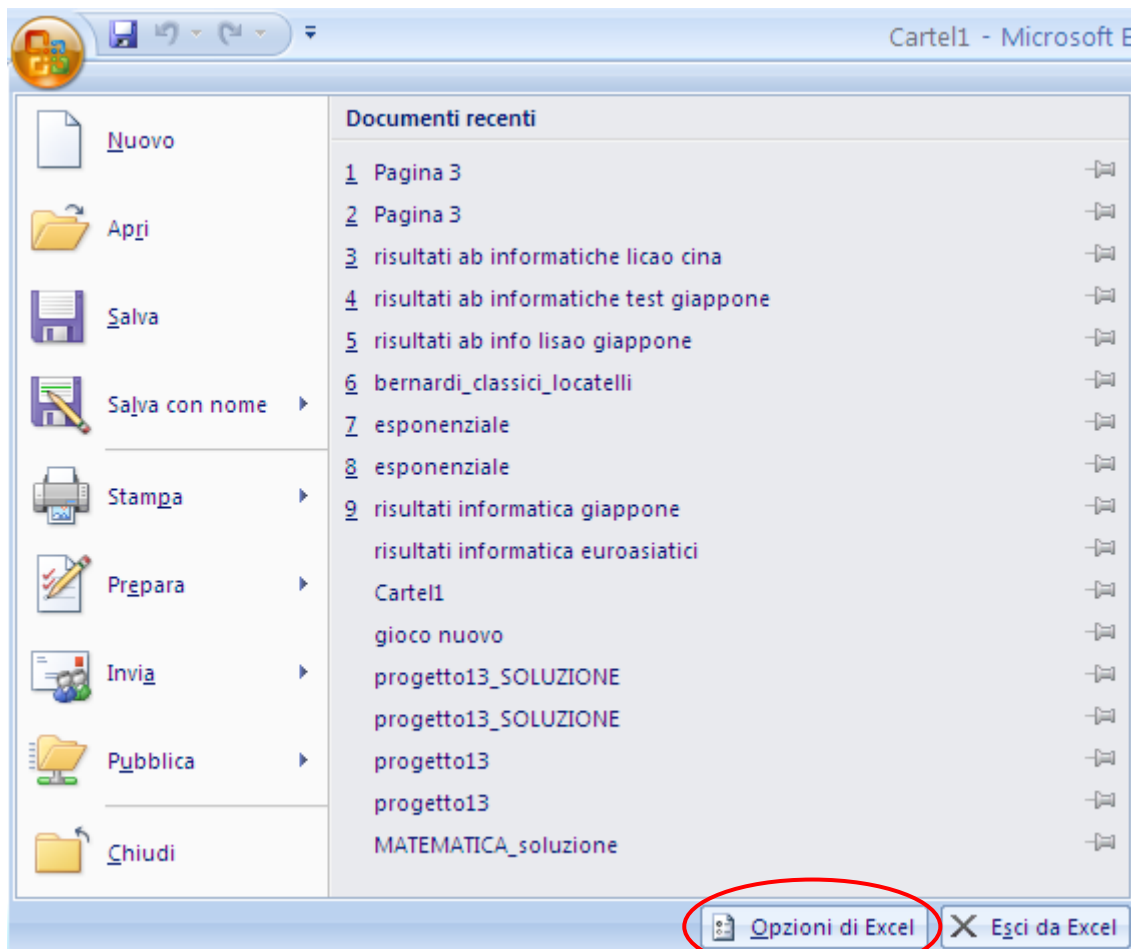 Cartel1 - Microsoft E
Nuovo
Apri
Salva
Salva con nome
Stampa
Prepara
Invia
Pubblica
Chiudi
Documenti recenti
1 Pagina 3
2 Pagina 3
3 risultati ab informatiche licao cina
4 risultati ab informatiche test giappone
5 risultati ab info lisao giappone
6 bernardi_classici_locatelli
7 esponenziale
8 esponenziale
9 risultati informatica giappone
risultati informatica euroasiatici
Cartel1
gioco nuovo
progetto13_SOLUZIONE
progetto13_SOLUZIONE
progetto13
progetto13
MATEMATICA_soluzione
Opzioni di Excel
Esci da Excel